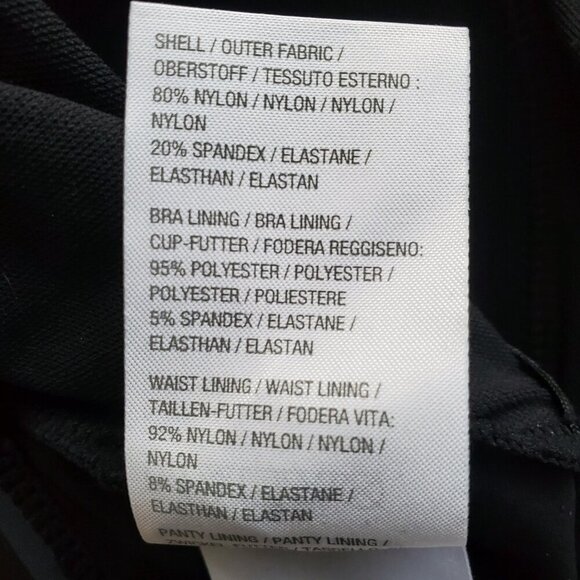 SHELL / OUTER FABRIC /
OBERSTOFF / TESSUTO ESTERNO :
80% NYLON / NYLON / NYLON /
NYLON
20% SPANDEX / ELASTANE /
ELASTHAN / ELASTAN
BRA LINING / BRA LINING /
CUP-FUTTER / FODERA REGGISENO:
95% POLYESTER / POLYESTER /
POLYESTER / POLIESTERE
5% SPANDEX / ELASTANE /
ELASTHAN / ELASTAN
WAIST LINING / WAIST LINING /
TAILLEN-FUTTER / FODERA VITA:
92% NYLON / NYLON / NYLON /
NYLON
8% SPANDEX / ELASTANE /
ELASTHAN / ELASTAN
PANTY LINING / PANTY LINING /